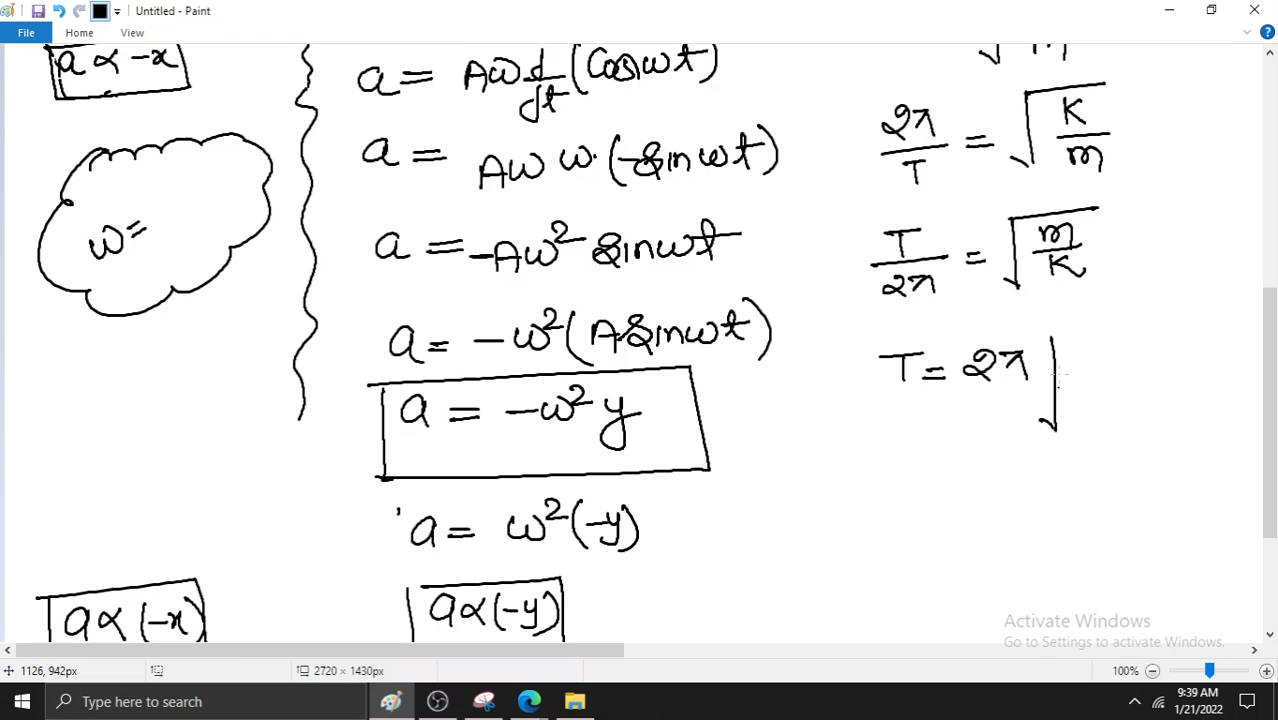 Untitled - Paint
File Home View
a ∝ -x
ω =
a ∝ (-x)
a = Aω d/dt (Cosωt)
a = Aω ω·(-Sinωt)
a = -Aω² Sinωt
a = -ω² (A Sinωt)
a = -ω² y
a = ω² (-y)
a ∝ (-y)
2π/T = √(K/m)
T/2π = √(m/K)
T = 2π √
Activate Windows
Go to Settings to activate Windows.
1126, 942px
2720 × 1430px
100%
Type here to search
9:39 AM
1/21/2022